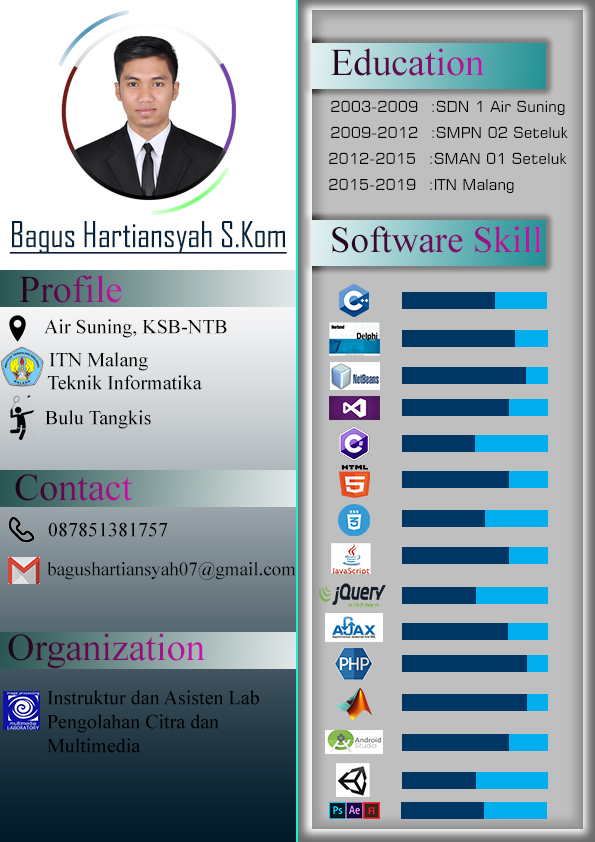 Bagus Hartiansyah S.Kom
Profile
Air Suning, KSB-NTB
ITN Malang
Teknik Informatika
Bulu Tangkis
Contact
087851381757
bagushartiansyah07@gmail.com
Organization
Instruktur dan Asisten Lab
Pengolahan Citra dan
Multimedia
multimedia
LABORATORY
Education
2003-2009 :SDN 1 Air Suning
2009-2012 :SMPN 02 Seteluk
2012-2015 :SMAN 01 Seteluk
2015-2019 :ITN Malang
Software Skill
C++
Borland
Delphi
7
NetBeans
C#
HTML
5
3
JavaScript
jQuery
AJAX
PHP
Android
Studio
Ps Ae Fl